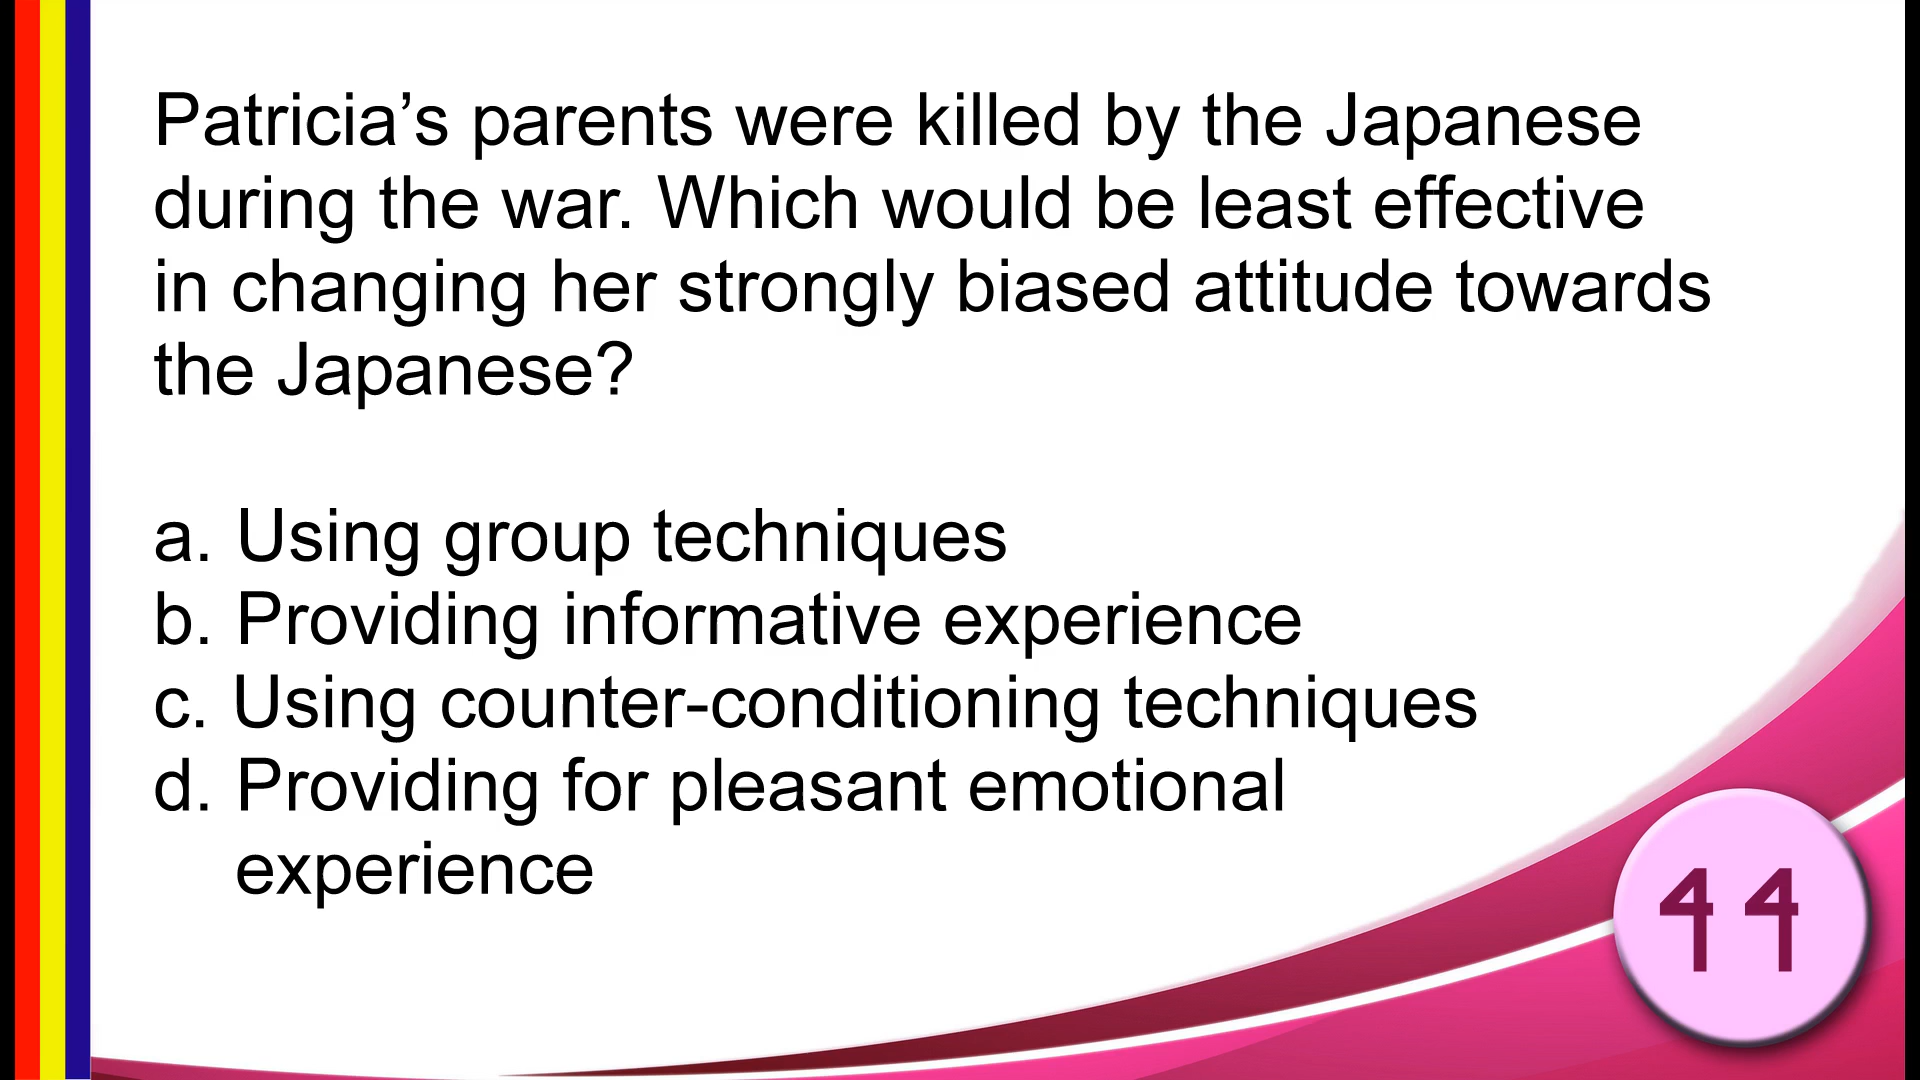 Patricia’s parents were killed by the Japanese
during the war. Which would be least effective
in changing her strongly biased attitude towards
the Japanese?
a. Using group techniques
b. Providing informative experience
c. Using counter-conditioning techniques
d. Providing for pleasant emotional
experience
44